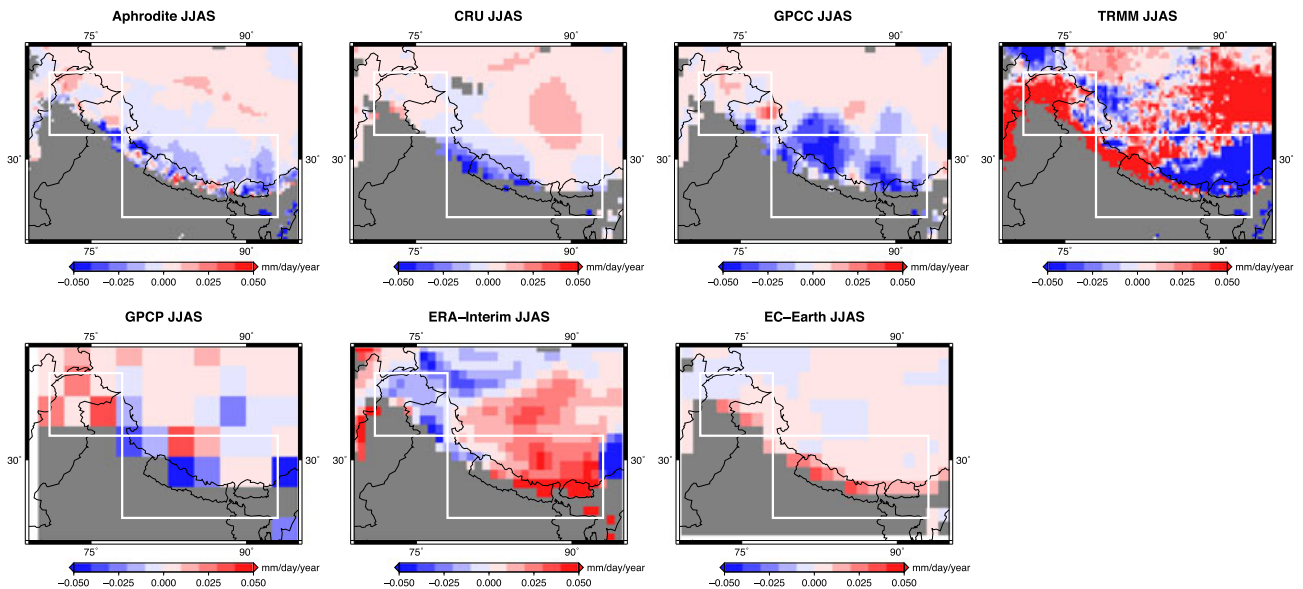 Aphrodite JJAS
CRU JJAS
GPCC JJAS
TRMM JJAS
75° 90°
75° 90°
75° 90°
75° 90°
30° 30° 30° 30°
75° 90°
75° 90°
75° 90°
75° 90°
mm/day/year
−0.050 −0.025 0.000 0.025 0.050
mm/day/year
−0.050 −0.025 0.000 0.025 0.050
mm/day/year
−0.050 −0.025 0.000 0.025 0.050
mm/day/year
−0.050 −0.025 0.000 0.025 0.050
GPCP JJAS
ERA−Interim JJAS
EC−Earth JJAS
75° 90°
75° 90°
75° 90°
30° 30° 30°
75° 90°
75° 90°
75° 90°
mm/day/year
−0.050 −0.025 0.000 0.025 0.050
mm/day/year
−0.050 −0.025 0.000 0.025 0.050
mm/day/year
−0.050 −0.025 0.000 0.025 0.050